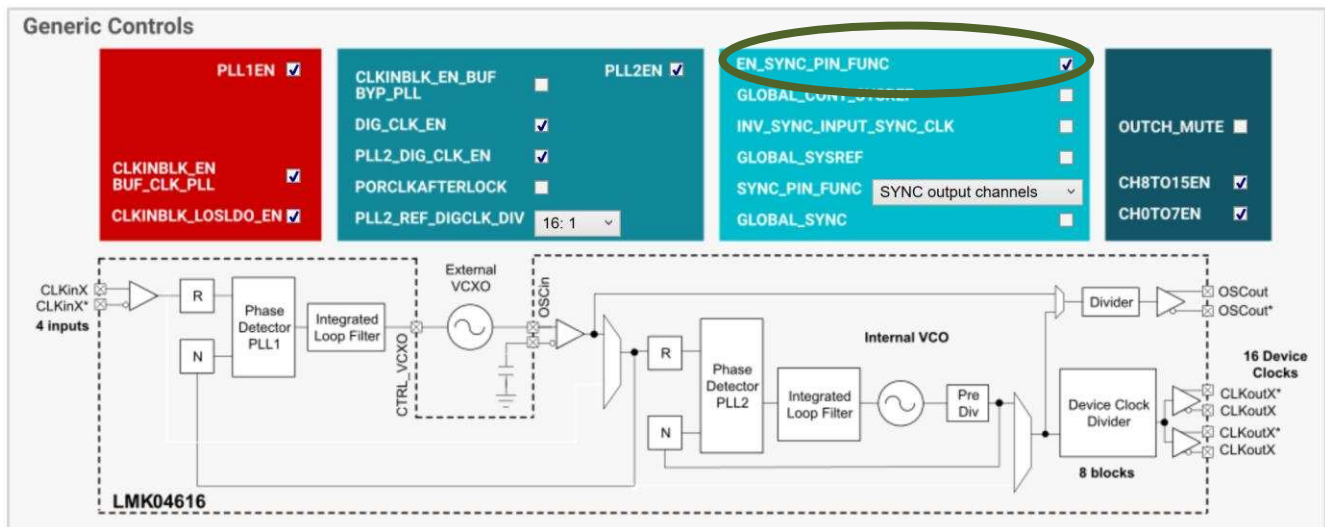 Generic Controls
PLL1EN
CLKINBLK_EN
BUF_CLK_PLL
CLKINBLK_LOSLDO_EN
CLKINBLK_EN_BUF
BYP_PLL
PLL2EN
DIG_CLK_EN
PLL2_DIG_CLK_EN
PORCLKAFTERLOCK
PLL2_REF_DIGCLK_DIV
16: 1
EN_SYNC_PIN_FUNC
GLOBAL_CONT_SYSREF
INV_SYNC_INPUT_SYNC_CLK
GLOBAL_SYSREF
SYNC_PIN_FUNC
SYNC output channels
GLOBAL_SYNC
OUTCH_MUTE
CH8TO15EN
CH0TO7EN
CLKinX
CLKinX*
4 inputs
R
N
Phase
Detector
PLL1
Integrated
Loop Filter
CTRL_VCXO
External
VCXO
OSCin
R
N
Phase
Detector
PLL2
Integrated
Loop Filter
Internal VCO
Pre
Div
Divider
OSCout
OSCout*
16 Device
Clocks
Device Clock
Divider
CLKoutX*
CLKoutX
CLKoutX*
CLKoutX
8 blocks
LMK04616